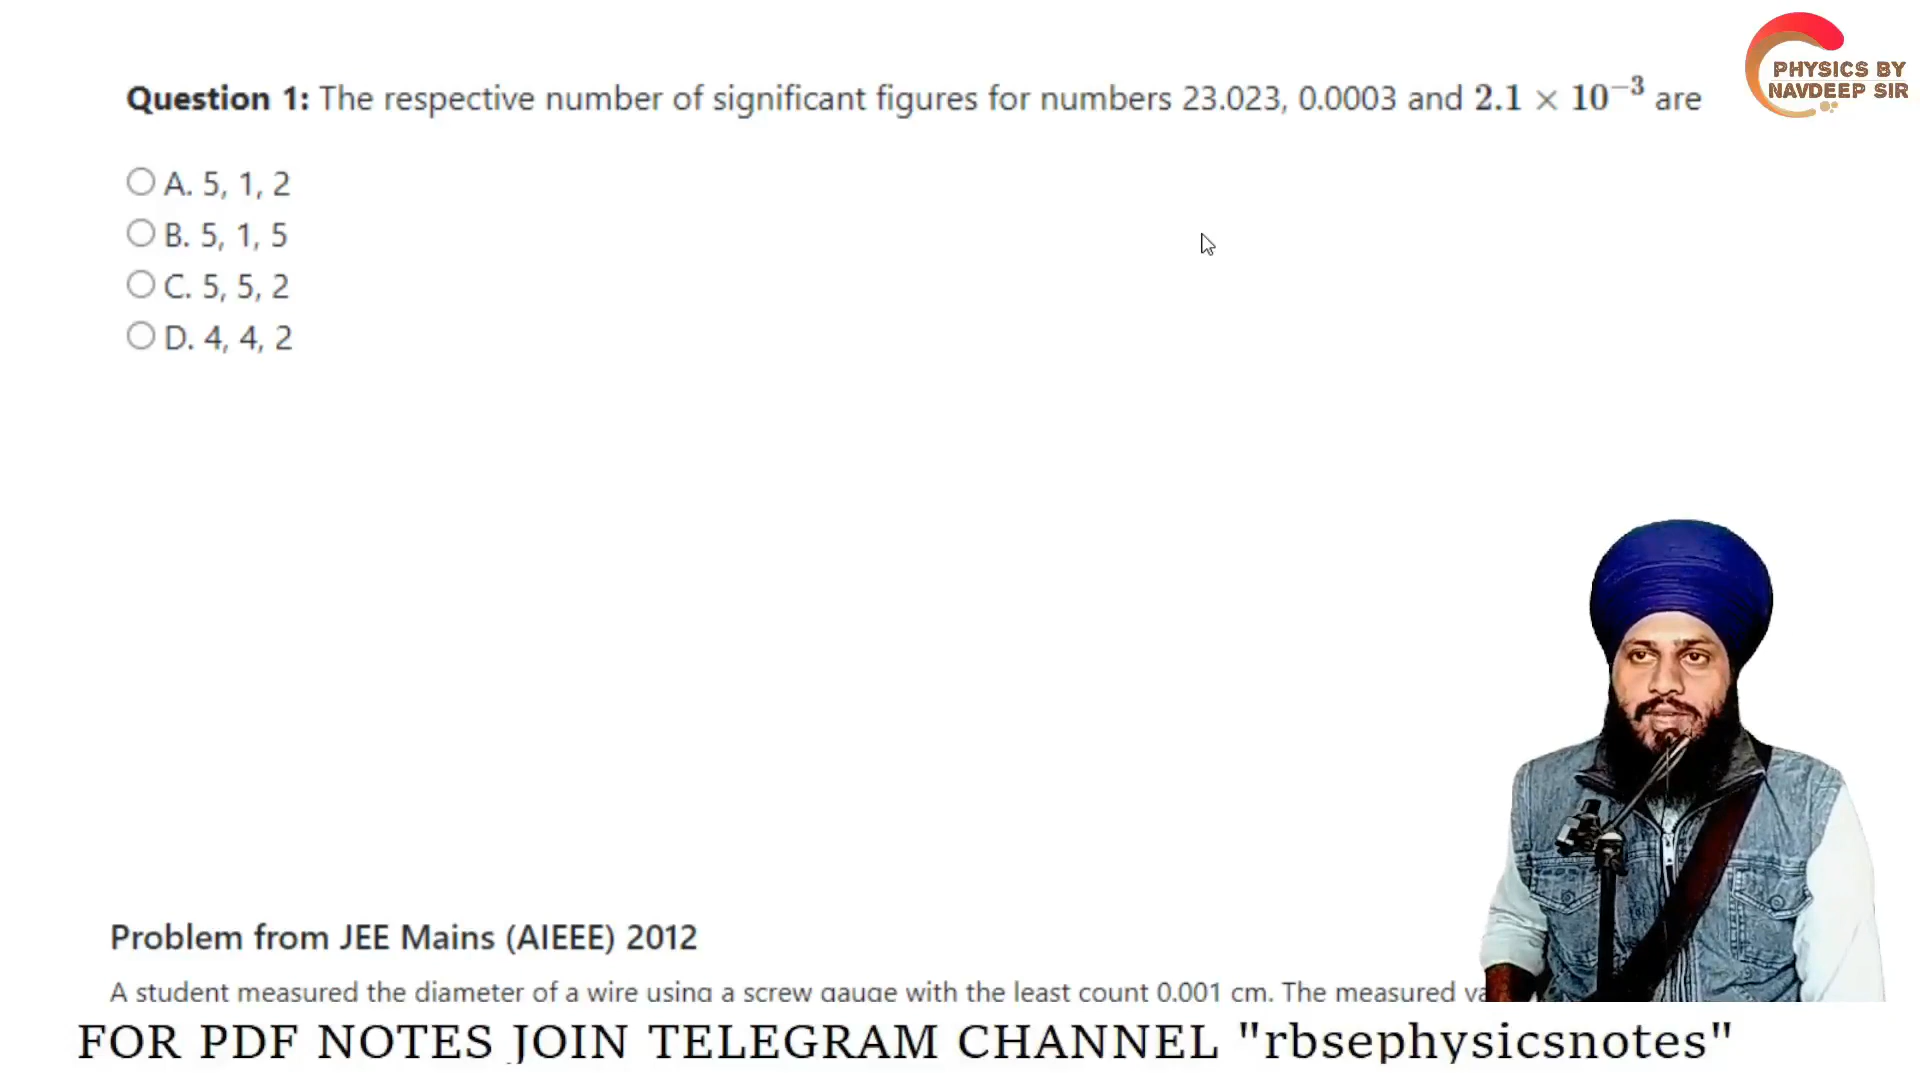 PHYSICS BY
NAVDEEP SIR
Question 1: The respective number of significant figures for numbers 23.023, 0.0003 and 2.1 × 10⁻³ are
A. 5, 1, 2
B. 5, 1, 5
C. 5, 5, 2
D. 4, 4, 2
Problem from JEE Mains (AIEEE) 2012
A student measured the diameter of a wire using a screw gauge with the least count 0.001 cm. The measured
FOR PDF NOTES JOIN TELEGRAM CHANNEL "rbsephysicsnotes"